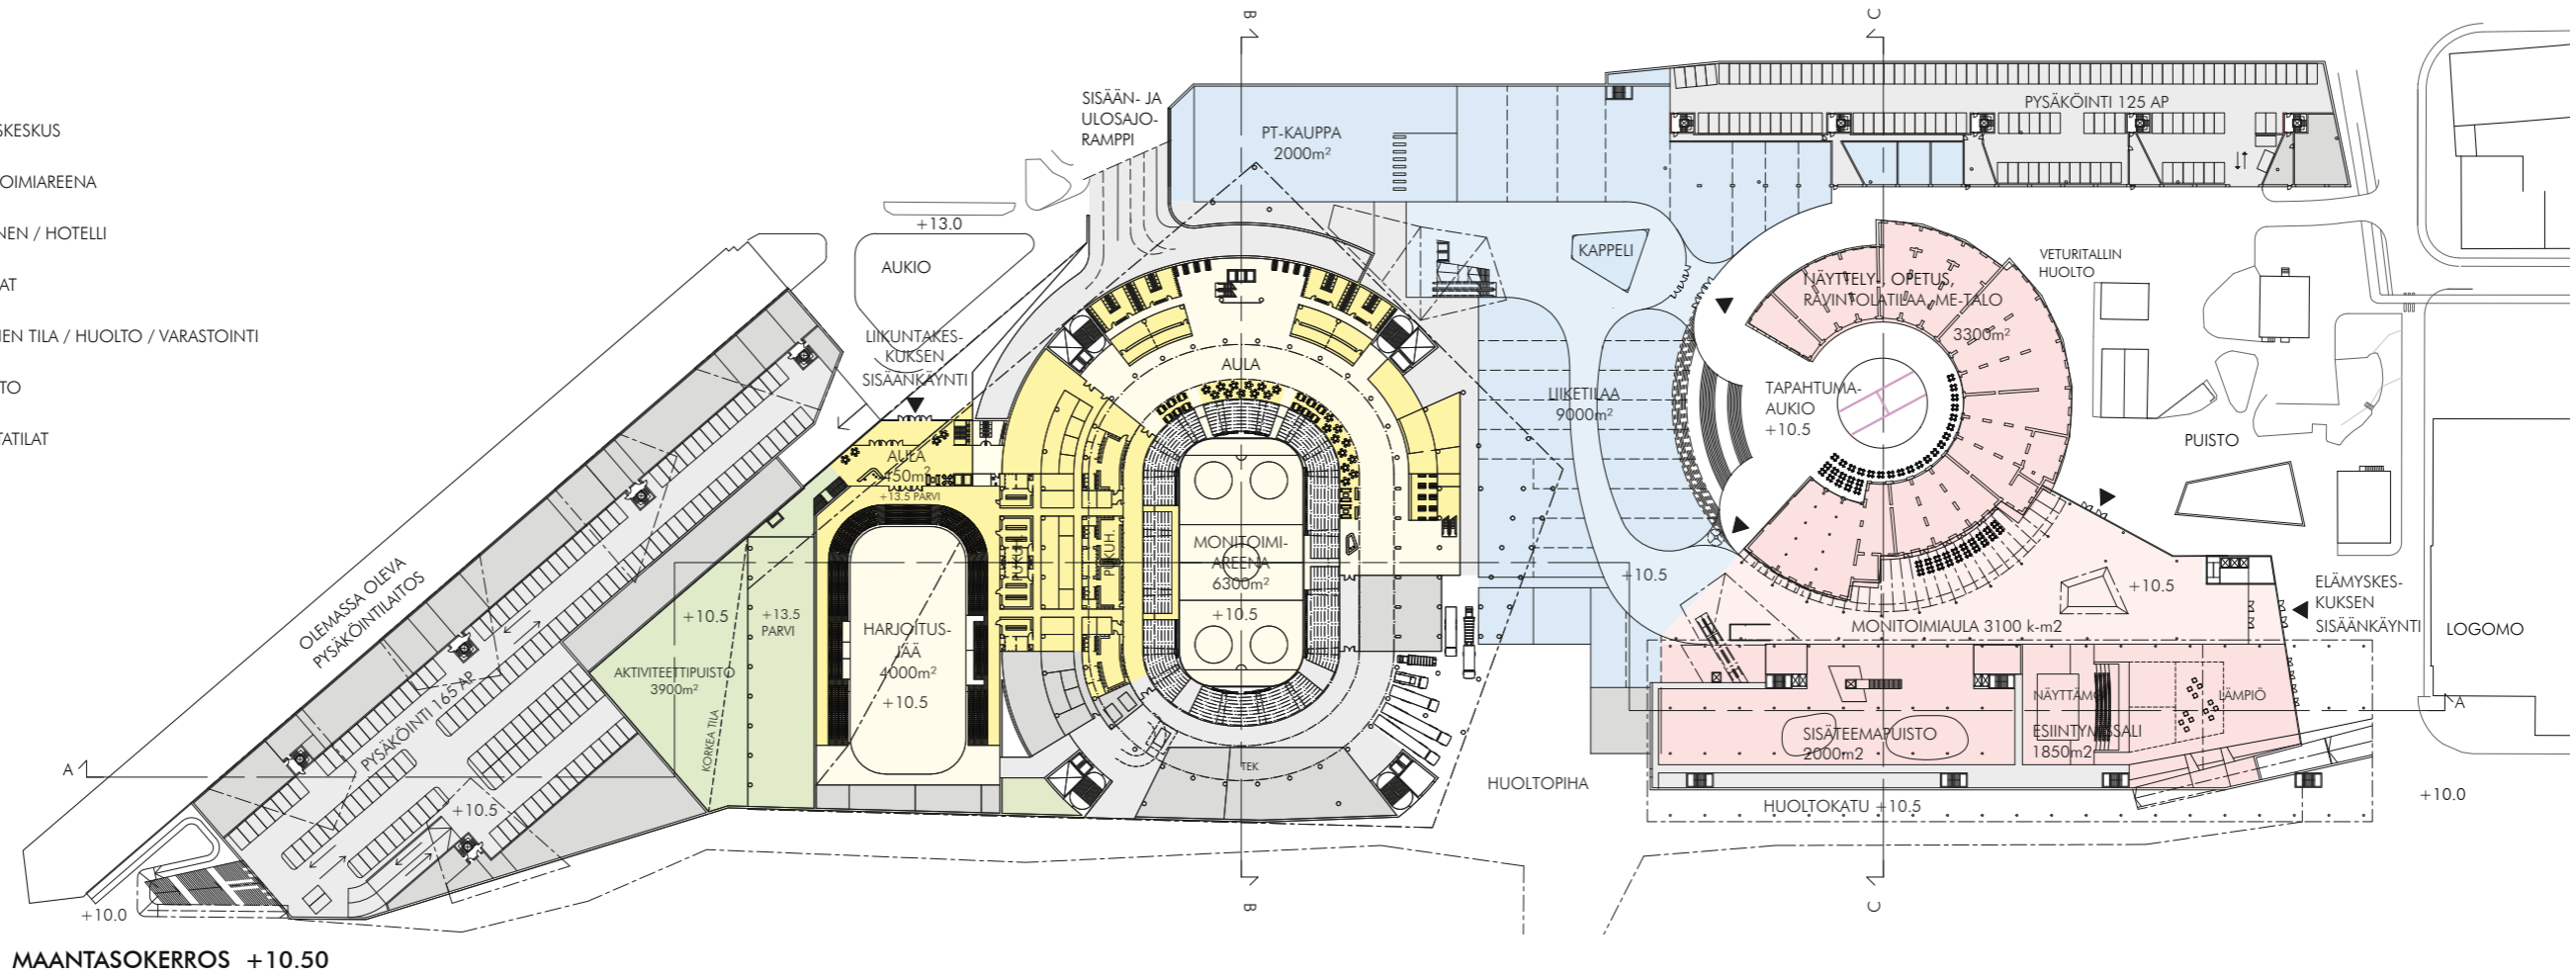 SKESKUS
OIMIAREENA
NEN / HOTELLI
AT
EN TILA / HUOLTO / VARASTOINTI
TO
TATILAT
B
C
SISÄÄN- JA
ULOSAJO-
RAMPPI
PT-KAUPPA
2000m²
PYSÄKÖINTI 125 AP
+13.0
AUKIO
KAPPELI
VETURITALLIN
HUOLTO
NÄYTTELY, OPETUS,
RAVINTOLATILAA, ME-TALO
3300m²
LIIKUNTAKES-
KUKSEN
SISÄÄNKÄYNTI
AULA
LIIKETILAA
9000m²
TAPAHTUMA-
AUKIO
+10.5
PUISTO
AULA
450m²
+13.5 PARVI
OLEMASSA OLEVA
PYSÄKÖINTILAITOS
PUKUH.
PUKUH.
MONITOIMI-
AREENA
6300m²
+10.5
+10.5
+10.5
ELÄMYSKES-
KUKSEN
SISÄÄNKÄYNTI
LOGOMO
+10.5
+13.5
PARVI
HARJOITUS-
JÄÄ
4000m²
+10.5
MONITOIMIAULA 3100 k-m2
AKTIVITEETTIPUISTO
3900m²
KORKEA TILA
PYSÄKÖINTI 165 AP
NÄYTTÄMÖ
LÄMPIÖ
SISÄTEEMAPUISTO
2000m2
ESIINTYMISSALI
1850m2
A
A
TEK
HUOLTOPIHA
HUOLTOKATU +10.5
+10.5
+10.0
+10.0
B
C
MAANTASOKERROS +10.50